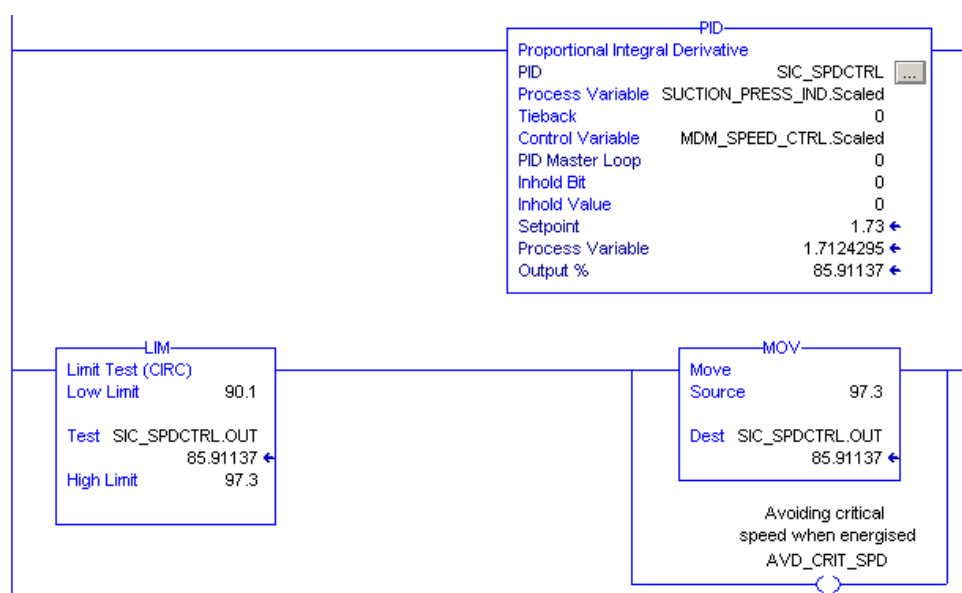 PID
Proportional Integral Derivative
PID SIC_SPDCTRL ...
Process Variable SUCTION_PRESS_IND.Scaled
Tieback 0
Control Variable MDM_SPEED_CTRL.Scaled
PID Master Loop 0
Inhold Bit 0
Inhold Value 0
Setpoint 1.73
Process Variable 1.7124295
Output % 85.91137
LIM
Limit Test (CIRC)
Low Limit 90.1
Test SIC_SPDCTRL.OUT
85.91137
High Limit 97.3
MOV
Move
Source 97.3
Dest SIC_SPDCTRL.OUT
85.91137
Avoiding critical
speed when energised
AVD_CRIT_SPD